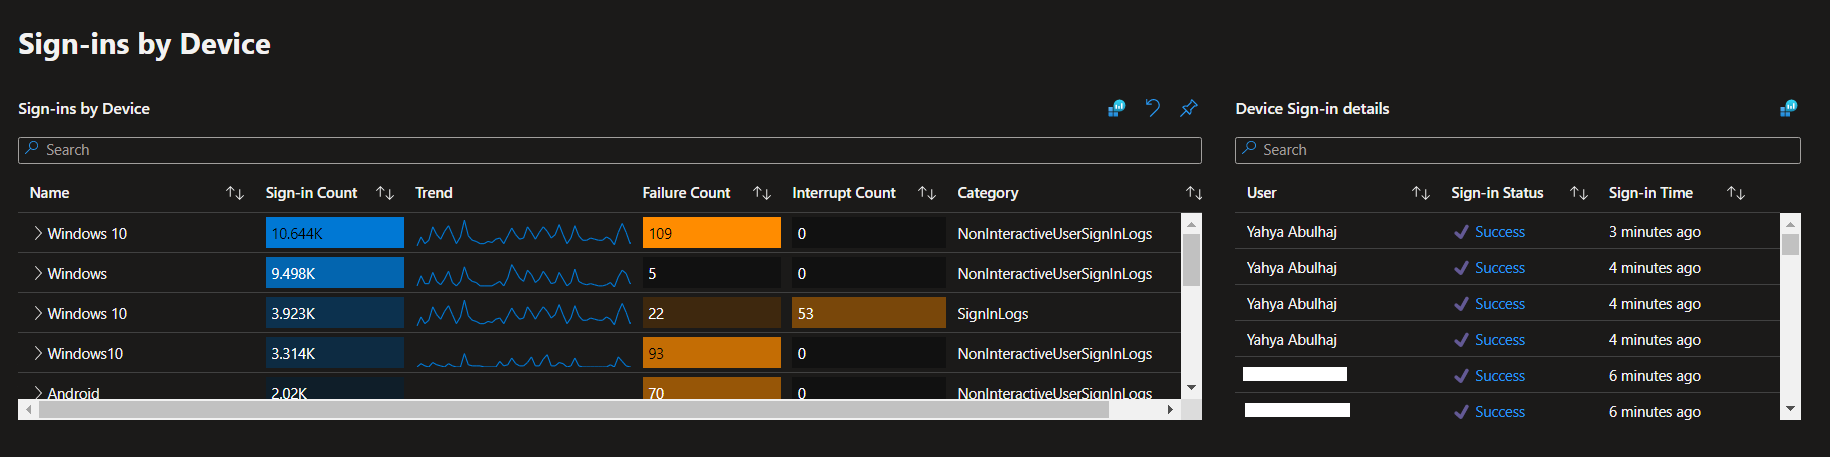 Sign-ins by Device
Sign-ins by Device
Search
Name Sign-in Count Trend Failure Count Interrupt Count Category
Windows 10 10.644K 109 0 NonInteractiveUserSignInLogs
Windows 9.498K 5 0 NonInteractiveUserSignInLogs
Windows 10 3.923K 22 53 SignInLogs
Windows10 3.314K 93 0 NonInteractiveUserSignInLogs
Android 2.02K 70 0 NonInteractiveUserSignInLogs
Device Sign-in details
Search
User Sign-in Status Sign-in Time
Yahya Abulhaj Success 3 minutes ago
Yahya Abulhaj Success 4 minutes ago
Yahya Abulhaj Success 4 minutes ago
Yahya Abulhaj Success 4 minutes ago
Success 6 minutes ago
Success 6 minutes ago